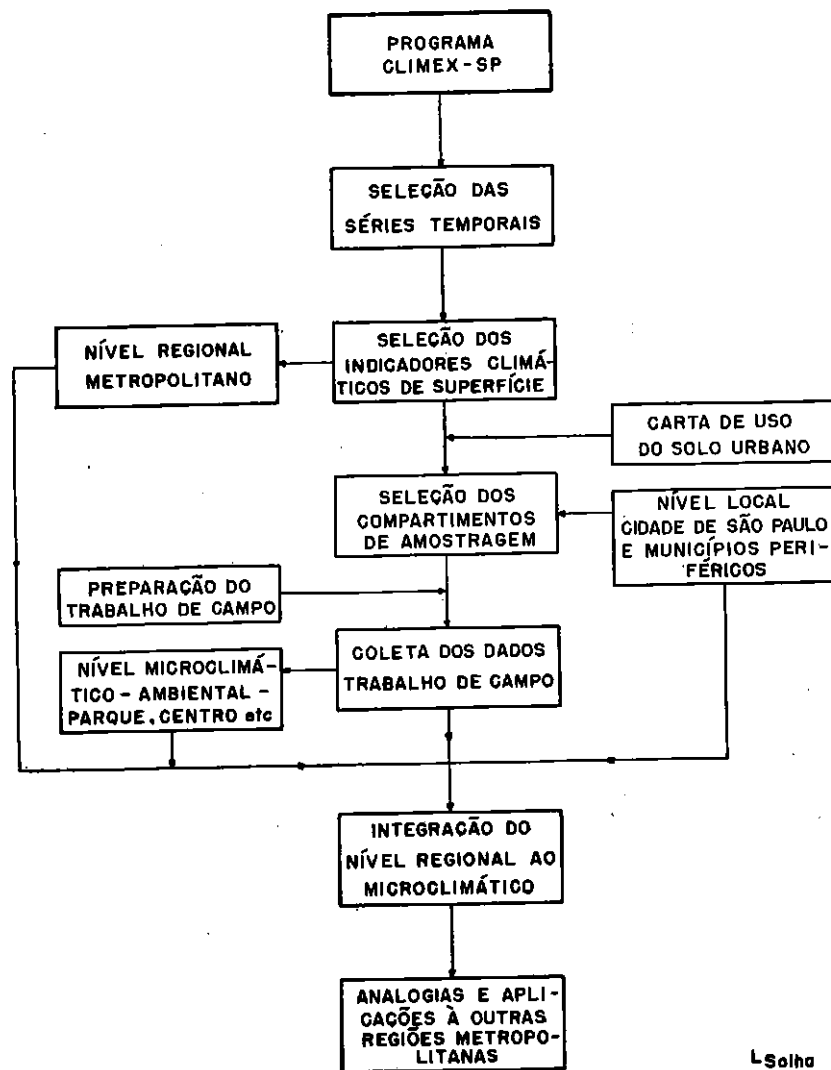 PROGRAMA
CLIMEX-SP
SELEÇÃO DAS
SÉRIES TEMPORAIS
NÍVEL REGIONAL
METROPOLITANO
SELEÇÃO DOS
INDICADORES CLIMÁ-
TICOS DE SUPERFÍCIE
CARTA DE USO
DO SOLO URBANO
SELEÇÃO DOS
COMPARTIMENTOS
DE AMOSTRAGEM
NÍVEL LOCAL
CIDADE DE SÃO PAULO
E MUNICÍPIOS PERI-
FÉRICOS
PREPARAÇÃO DO
TRABALHO DE CAMPO
NÍVEL MICROCLIMÁ-
TICO - AMBIENTAL -
PARQUE, CENTRO etc
COLETA DOS DADOS
TRABALHO DE CAMPO
INTEGRAÇÃO DO
NÍVEL REGIONAL AO
MICROCLIMÁTICO
ANALOGIAS E APLI-
CAÇÕES À OUTRAS
REGIÕES METROPO-
LITANAS
LSolha